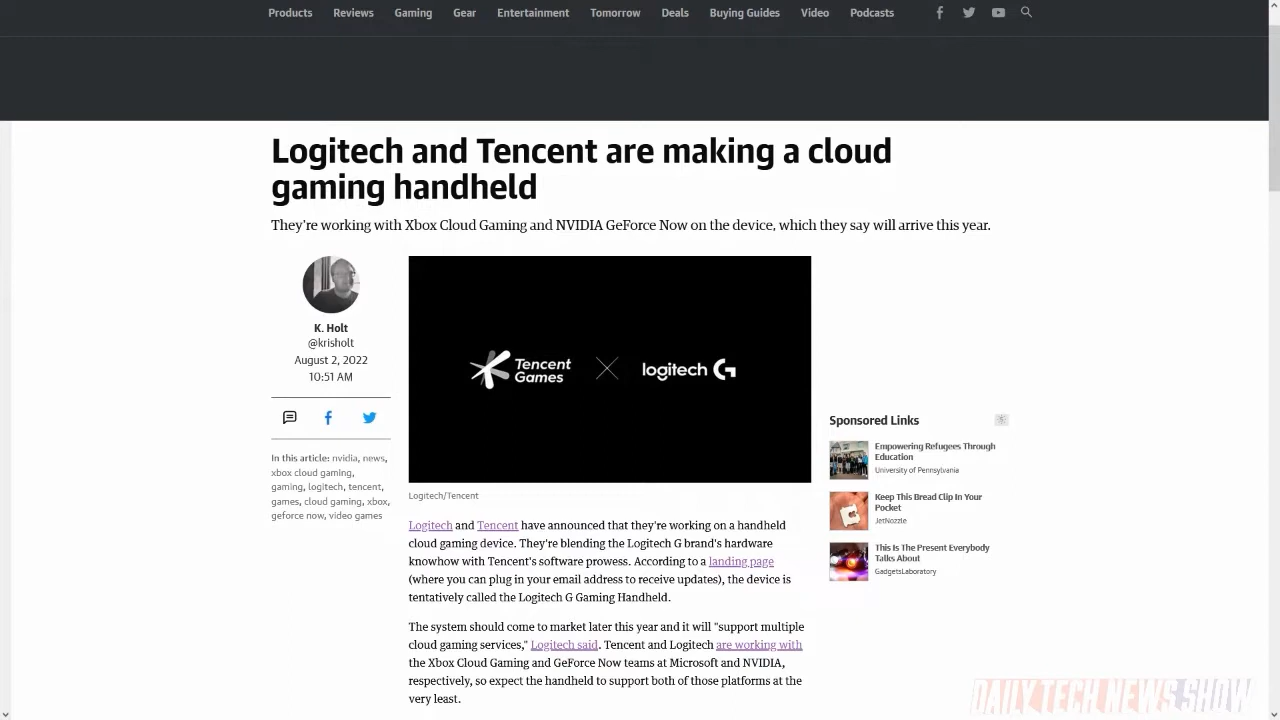 Products Reviews Gaming Gear Entertainment Tomorrow Deals Buying Guides Video Podcasts
Logitech and Tencent are making a cloud
gaming handheld
They're working with Xbox Cloud Gaming and NVIDIA GeForce Now on the device, which they say will arrive this year.
K. Holt
@krisholt
August 2, 2022
10:51 AM
In this article: nvidia, news,
xbox cloud gaming,
gaming, logitech, tencent,
games, cloud gaming, xbox,
geforce now, video games
Tencent
Games
logitech G
Logitech/Tencent
Logitech and Tencent have announced that they're working on a handheld
cloud gaming device. They're blending the Logitech G brand's hardware
knowhow with Tencent's software prowess. According to a landing page
(where you can plug in your email address to receive updates), the device is
tentatively called the Logitech G Gaming Handheld.
The system should come to market later this year and it will "support multiple
cloud gaming services," Logitech said. Tencent and Logitech are working with
the Xbox Cloud Gaming and GeForce Now teams at Microsoft and NVIDIA,
respectively, so expect the handheld to support both of those platforms at the
very least.
Sponsored Links
Empowering Refugees Through
Education
University of Pennsylvania
Keep This Bread Clip In Your
Pocket
JetNozzle
This Is The Present Everybody
Talks About
GadgetsLaboratory
DAILY TECH NEWS SHOW